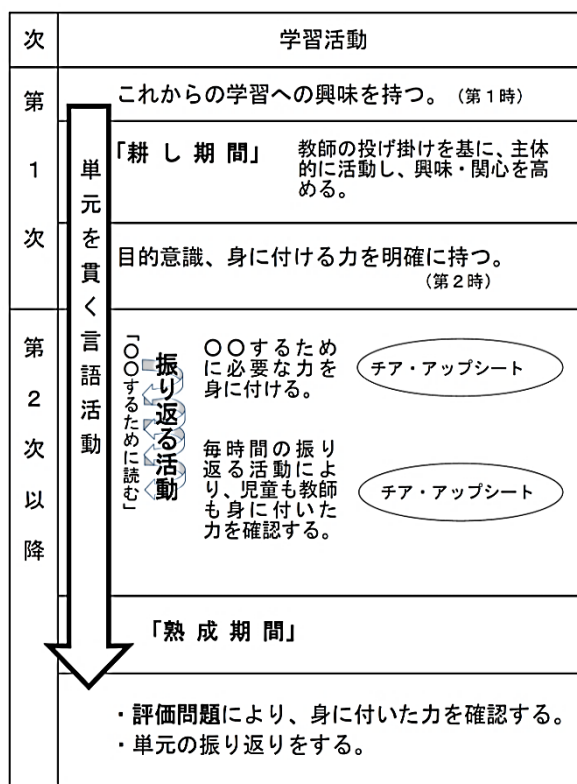 次
学習活動
第1次
これからの学習への興味を持つ。(第1時)
「耕し期間」
教師の投げ掛けを基に、主体
的に活動し、興味・関心を高
める。
目的意識、身に付ける力を明確に持つ。
(第2時)
単元を貫く言語活動
第2次以降
「○○するために読む」
振り返る活動
○○するため
に必要な力を
身に付ける。
チア・アップシート
毎時間の振り
返る活動によ
り、児童も教師
も身に付いた
力を確認する。
チア・アップシート
「熟成期間」
・評価問題により、身に付いた力を確認する。
・単元の振り返りをする。